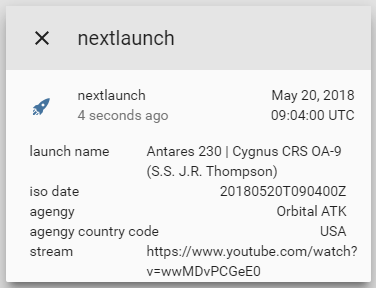 nextlaunch
nextlaunch May 20, 2018
4 seconds ago 09:04:00 UTC
launch name Antares 230 | Cygnus CRS OA-9
(S.S. J.R. Thompson)
iso date 20180520T090400Z
agengy Orbital ATK
agengy country code USA
stream https://www.youtube.com/watch?
v=wwMDvPCGeE0